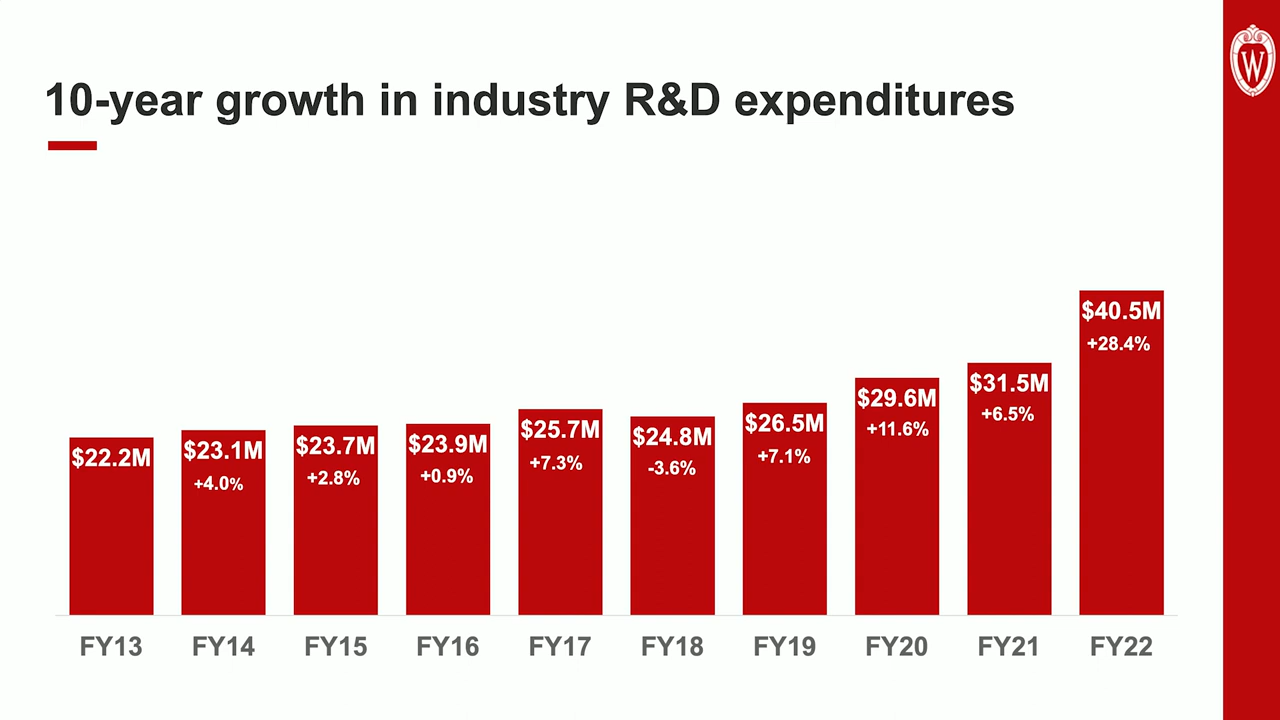 10-year growth in industry R&D expenditures
W
$22.2M
$23.1M
+4.0%
$23.7M
+2.8%
$23.9M
+0.9%
$25.7M
+7.3%
$24.8M
-3.6%
$26.5M
+7.1%
$29.6M
+11.6%
$31.5M
+6.5%
$40.5M
+28.4%
FY13 FY14 FY15 FY16 FY17 FY18 FY19 FY20 FY21 FY22